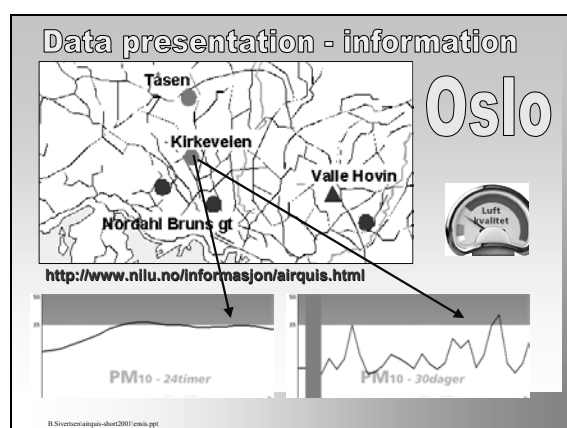 Data presentation - information
Oslo
Tåsen
Kirkevelen
Valle Hovin
Nordahl Bruns gt
Luft
kvalitet
http://www.nilu.no/informasjon/airquis.html
50
25
PM10 - 24timer
50
25
PM10 - 30dager
B.Sivertsen\airquis-short2001\ensis.ppt